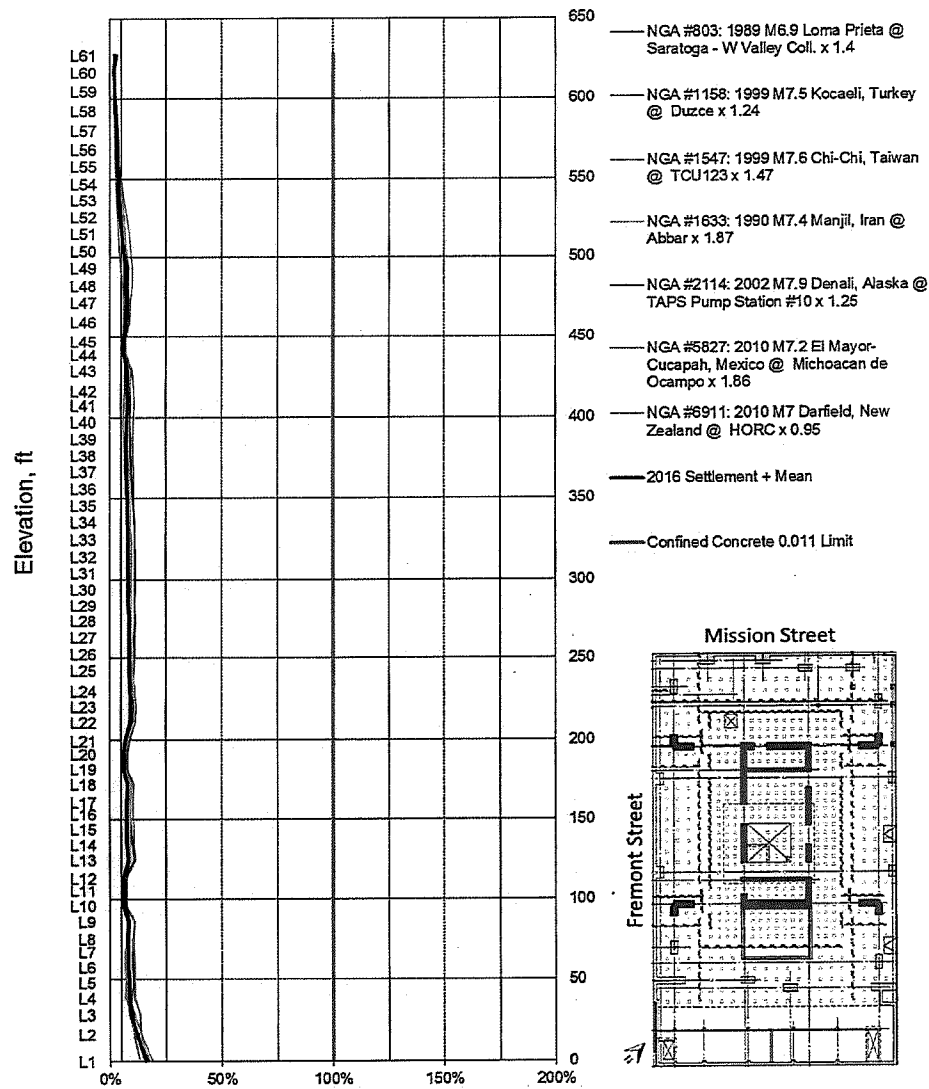 Elevation, ft
L61
L60
L59
L58
L57
L56
L55
L54
L53
L52
L51
L50
L49
L48
L47
L46
L45
L44
L43
L42
L41
L40
L39
L38
L37
L36
L35
L34
L33
L32
L31
L30
L29
L28
L27
L26
L25
L24
L23
L22
L21
L20
L19
L18
L17
L16
L15
L14
L13
L12
L11
L10
L9
L8
L7
L6
L5
L4
L3
L2
L1
0%
50%
100%
150%
200%
650
600
550
500
450
400
350
300
250
200
150
100
50
0
NGA #803: 1989 M6.9 Loma Prieta @
Saratoga - W Valley Coll. x 1.4
NGA #1158: 1999 M7.5 Kocaeli, Turkey
@ Duzce x 1.24
NGA #1547: 1999 M7.6 Chi-Chi, Taiwan
@ TCU123 x 1.47
NGA #1633: 1990 M7.4 Manjil, Iran @
Abbar x 1.87
NGA #2114: 2002 M7.9 Denali, Alaska @
TAPS Pump Station #10 x 1.25
NGA #5827: 2010 M7.2 El Mayor-
Cucapah, Mexico @ Michoacan de
Ocampo x 1.86
NGA #6911: 2010 M7 Darfield, New
Zealand @ HORC x 0.95
2016 Settlement + Mean
Confined Concrete 0.011 Limit
Mission Street
Fremont Street